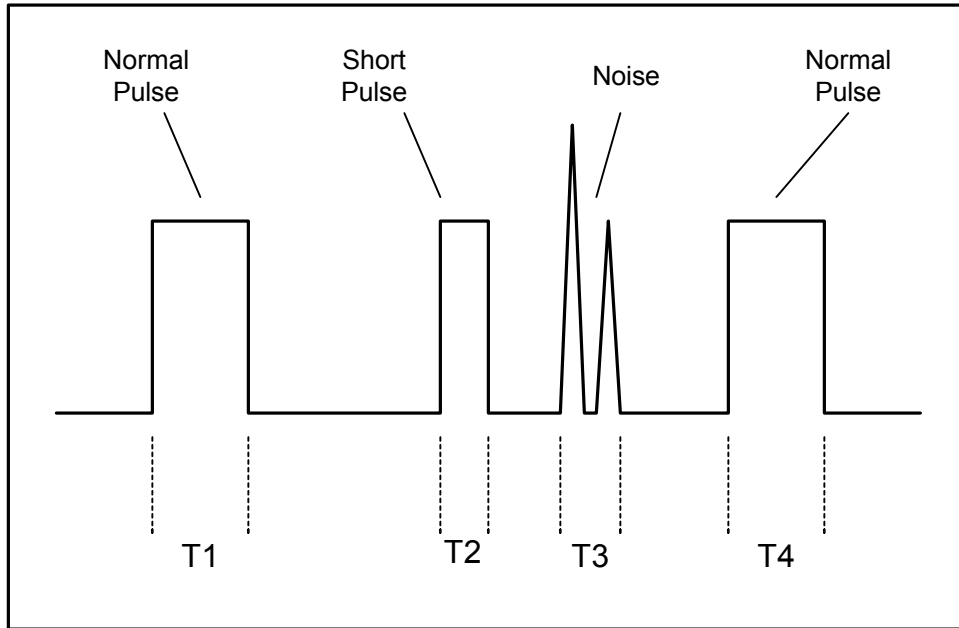 Normal
Pulse
Short
Pulse
Noise
Normal
Pulse
T1
T2
T3
T4